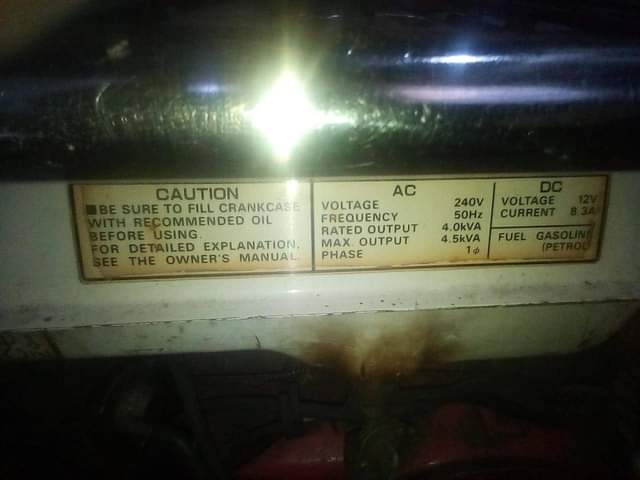 CAUTION
■BE SURE TO FILL CRANKCASE
WITH RECOMMENDED OIL
BEFORE USING.
FOR DETAILED EXPLANATION,
SEE THE OWNER'S MANUAL.
AC
VOLTAGE 240V
FREQUENCY 50Hz
RATED OUTPUT 4.0kVA
MAX. OUTPUT 4.5kVA
PHASE 1ϕ
DC
VOLTAGE 12V
CURRENT 8.3A
FUEL GASOLINE
(PETROL)